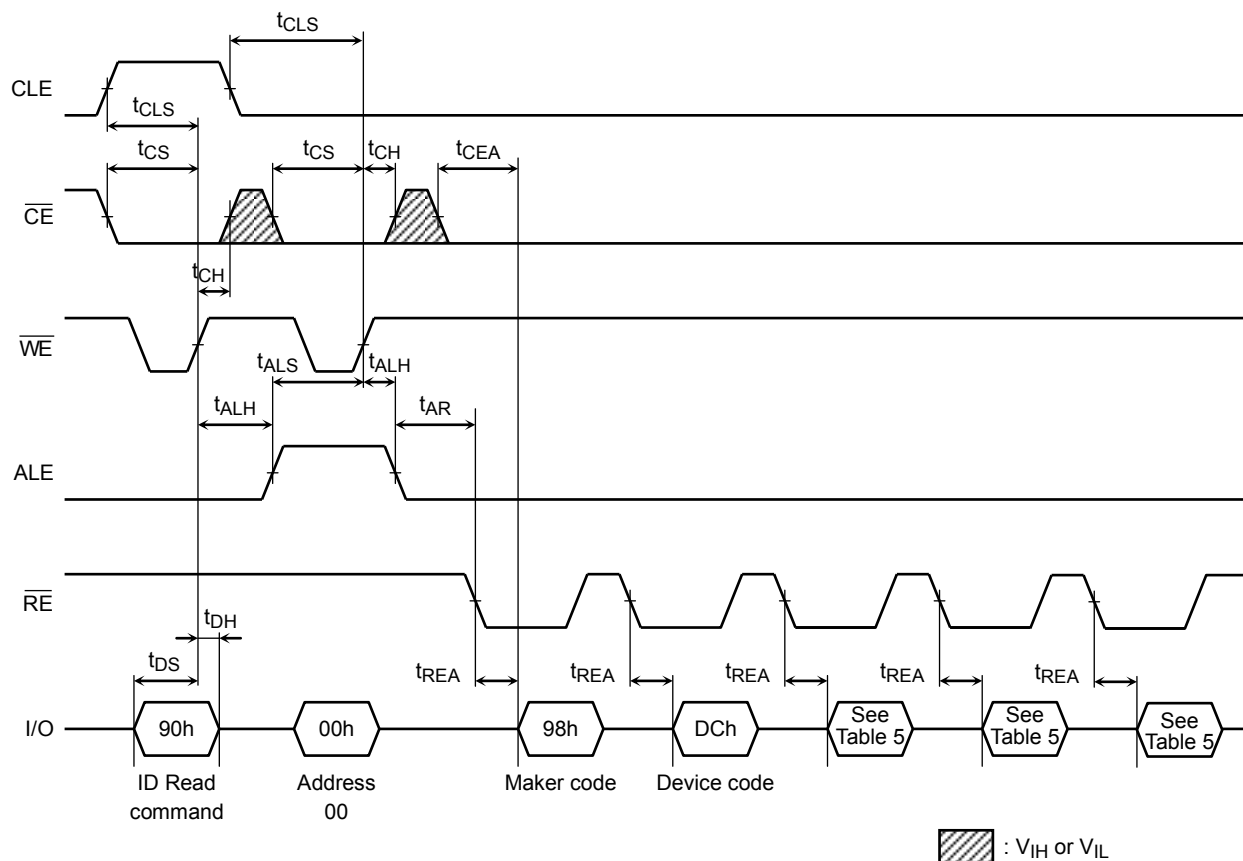 tCLS
CLE
tCLS
tCS
tCS
tCH
tCEA
CE
tCH
WE
tALS
tALH
tALH
tAR
ALE
RE
tDH
tDS
tREA
tREA
tREA
tREA
tREA
I/O
90h
00h
98h
DCh
See
Table 5
See
Table 5
See
Table 5
ID Read
command
Address
00
Maker code
Device code
: VIH or VIL